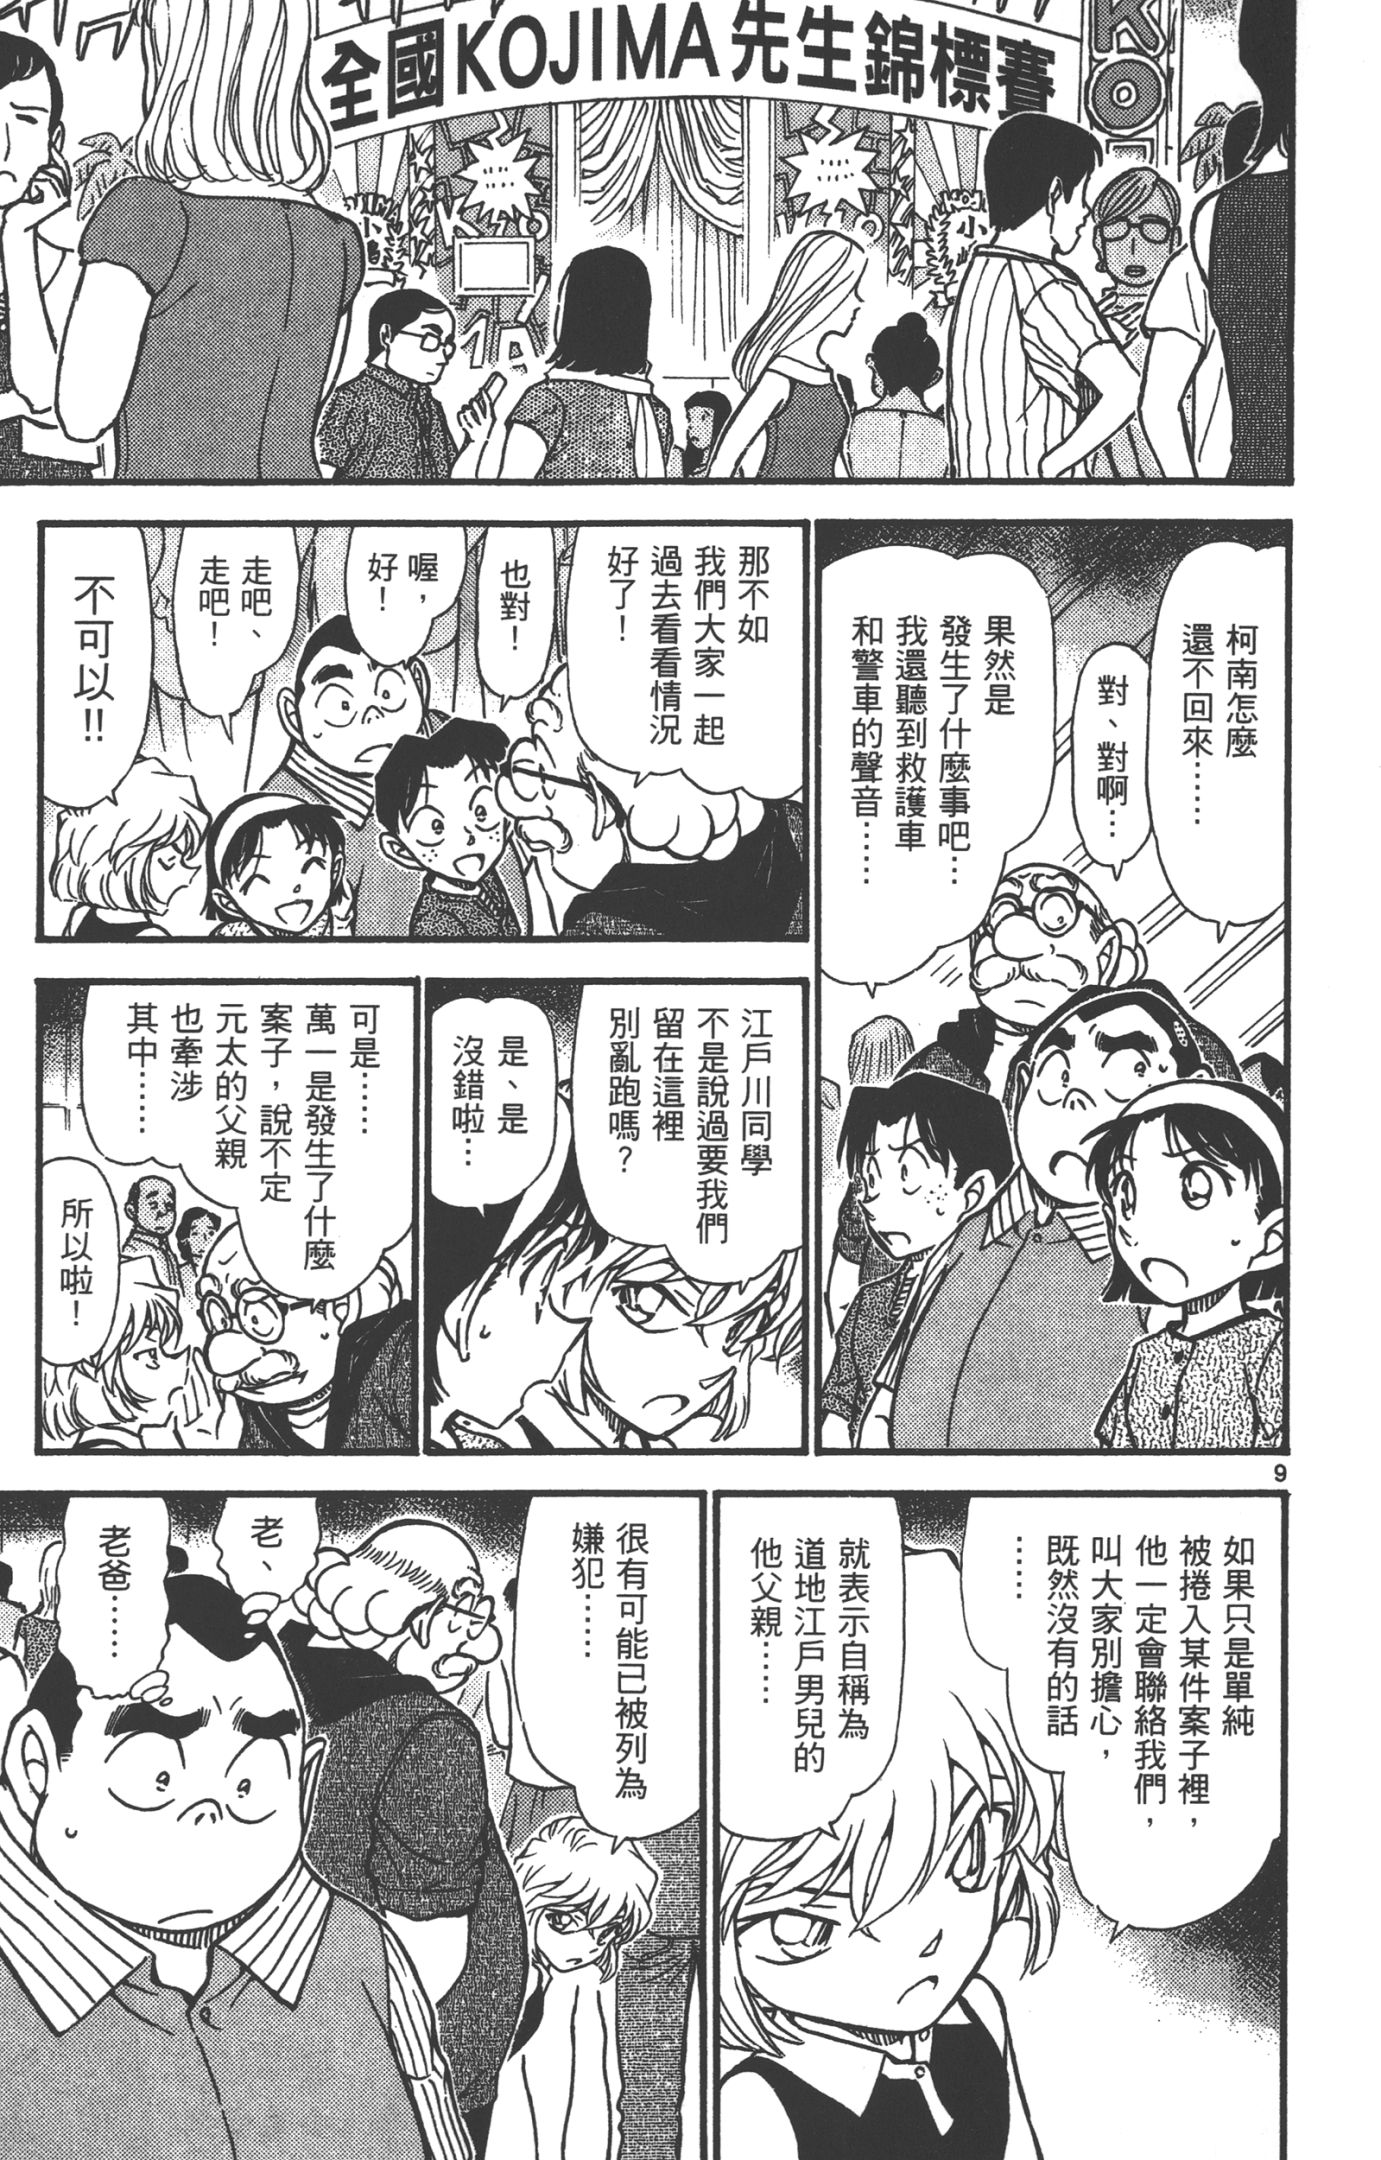 全國KOJIMA先生錦標賽
KO
小
小
柯南怎麼
還不回來……
對、對啊…
果然是
發生了什麼事吧…
我還聽到救護車
和警車的聲音……
那不如
我們大家一起
過去看看情況
好了！
也對！
喔，
好！
走吧、
走吧！
不可以!!
江戶川同學
不是說過要我們
留在這裡
別亂跑嗎？
是、是
沒錯啦…
可是……
萬一是發生了什麼
案子，說不定
元太的父親
也牽涉
其中……
所以啦！
9
如果只是單純
被捲入某件案子裡，
他一定會聯絡我們，
叫大家別擔心，
既然沒有的話
……
就表示自稱為
道地江戶男兒的
他父親……
很有可能已被列為
嫌犯……
老、
老爸……